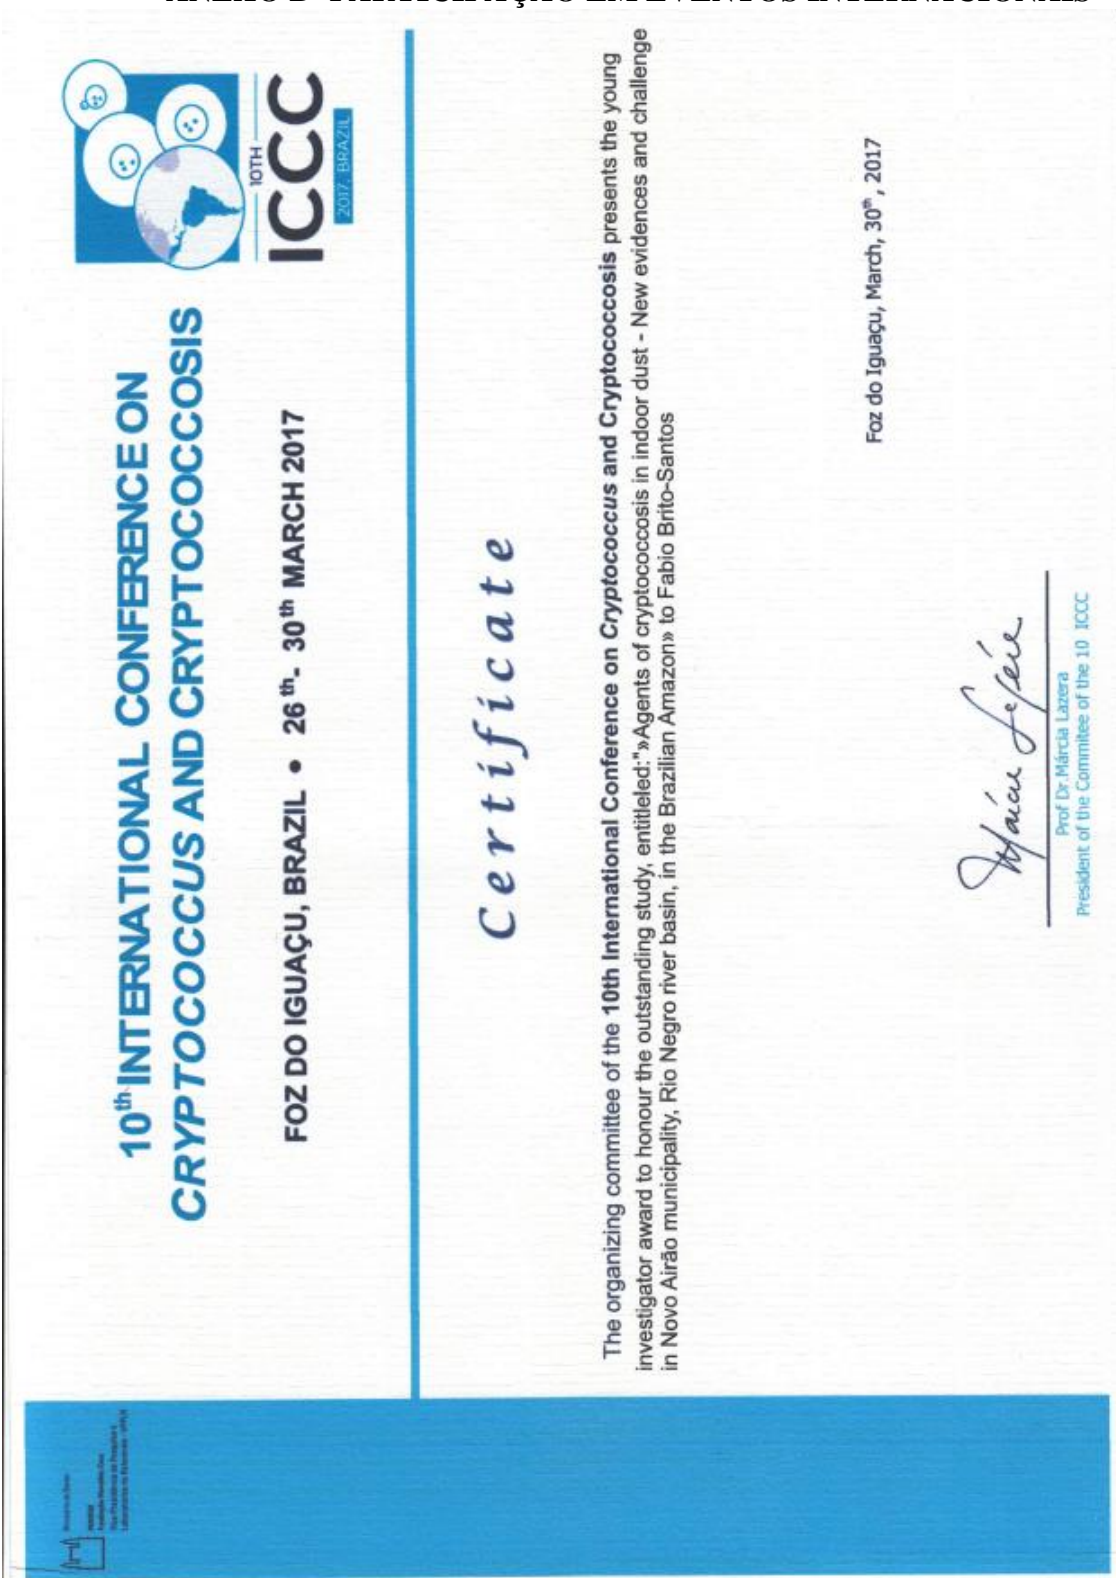 10th INTERNATIONAL CONFERENCE ON
CRYPTOCOCCUS AND CRYPTOCOCCOSIS
FOZ DO IGUAÇU, BRAZIL • 26th- 30th MARCH 2017
10TH
ICCC
2017, BRAZIL
Certificate
The organizing committee of the 10th International Conference on Cryptococcus and Cryptococcosis presents the young
investigator award to honour the outstanding study, entitleled:"»Agents of cryptococcosis in indoor dust - New evidences and challenge
in Novo Airão municipality, Rio Negro river basin, in the Brazilian Amazon» to Fabio Brito-Santos
Foz do Iguaçu, March, 30th, 2017
Prof Dr.Márcia Lazera
President of the Commitee of the 10 ICCC